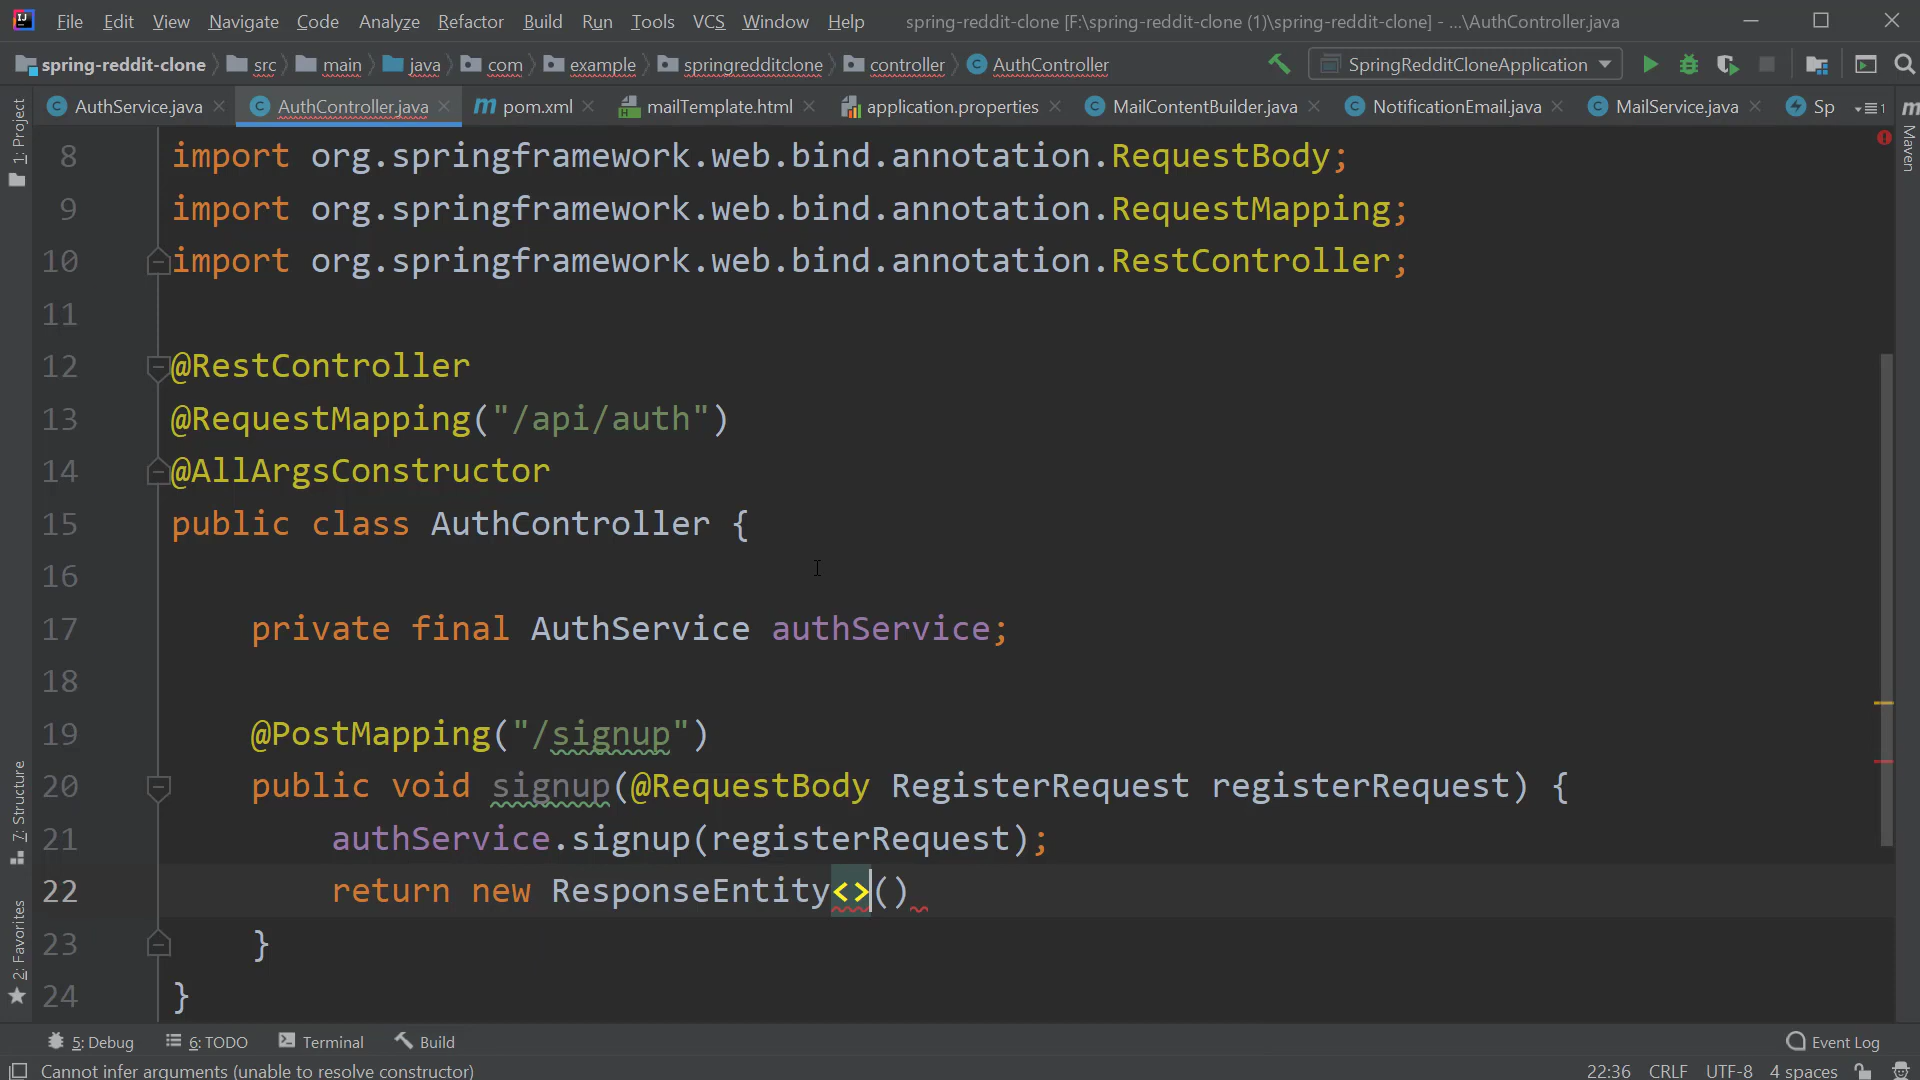 File Edit View Navigate Code Analyze Refactor Build Run Tools VCS Window Help spring-reddit-clone [F:\spring-reddit-clone (1)\spring-reddit-clone] - ...\AuthController.java
spring-reddit-clone src main java com example springredditclone controller AuthController SpringRedditCloneApplication
AuthService.java AuthController.java pom.xml mailTemplate.html application.properties MailContentBuilder.java NotificationEmail.java MailService.java Sp 1
1: Project
Maven
8 import org.springframework.web.bind.annotation.RequestBody;
9 import org.springframework.web.bind.annotation.RequestMapping;
10 import org.springframework.web.bind.annotation.RestController;
11
12 @RestController
13 @RequestMapping("/api/auth")
14 @AllArgsConstructor
15 public class AuthController {
16
17 private final AuthService authService;
18
19 @PostMapping("/signup")
20 public void signup(@RequestBody RegisterRequest registerRequest) {
21 authService.signup(registerRequest);
22 return new ResponseEntity<>()
23 }
24 }
7: Structure
2: Favorites
5: Debug 6: TODO Terminal Build Event Log
Cannot infer arguments (unable to resolve constructor) 22:36 CRLF UTF-8 4 spaces